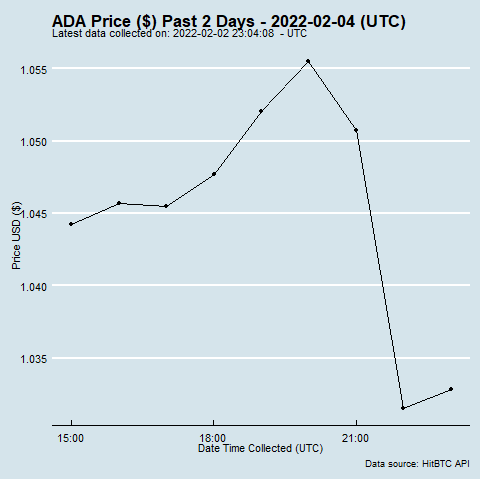 ADA Price ($) Past 2 Days - 2022-02-04 (UTC)
Latest data collected on: 2022-02-02 23:04:08 - UTC
1.055
1.050
1.045
1.040
1.035
Price USD ($)
15:00 18:00 21:00
Date Time Collected (UTC)
Data source: HitBTC API